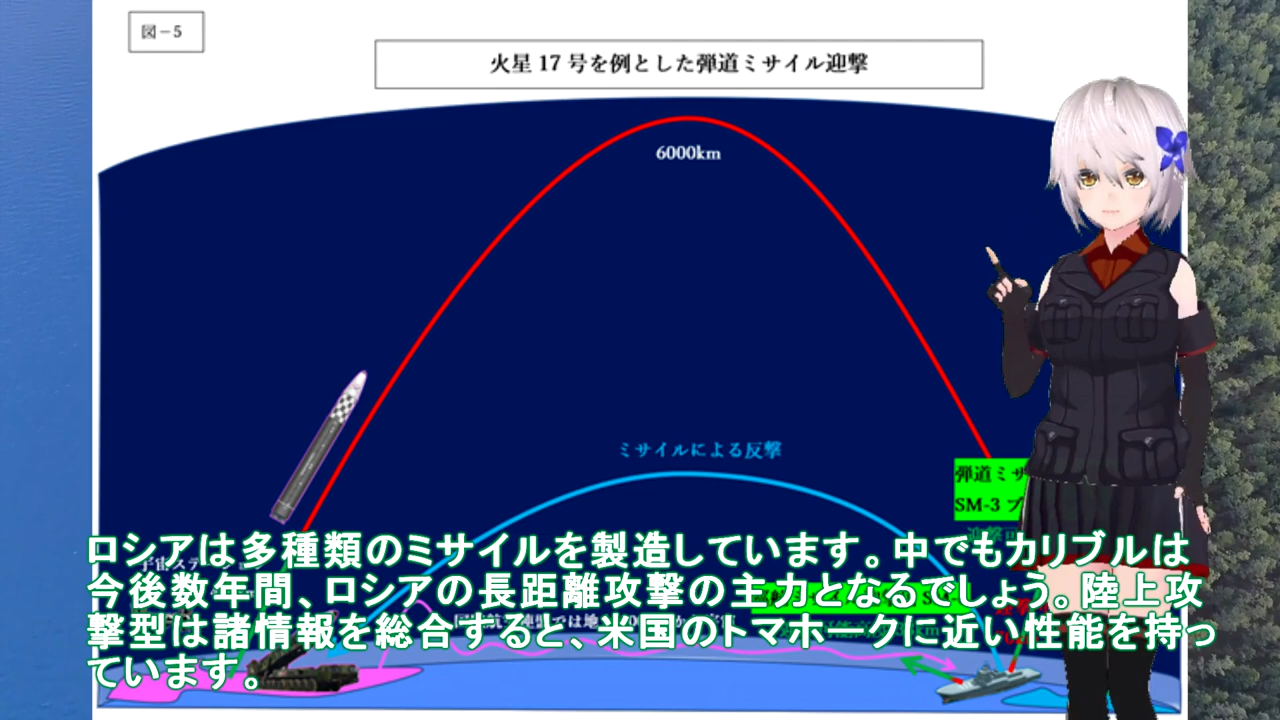 図－5
火星 17 号を例とした弾道ミサイル迎撃
6000km
ミサイルによる反撃
弾道ミサ
SM-3 ブ
ロシアは多種類のミサイルを製造しています。中でもカリブルは
今後数年間、ロシアの長距離攻撃の主力となるでしょう。陸上攻
撃型は諸情報を総合すると、米国のトマホークに近い性能を持っ
ています。